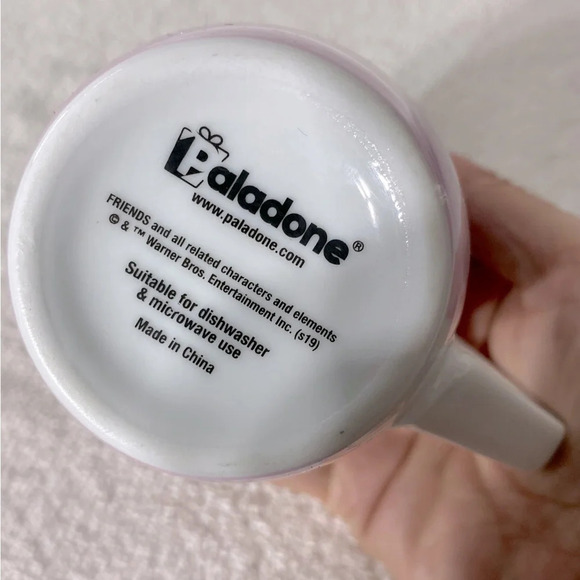 Paladone®
www.paladone.com
FRIENDS and all related characters and elements
© & ™ Warner Bros. Entertainment Inc. (s19)
Suitable for dishwasher
& microwave use
Made in China